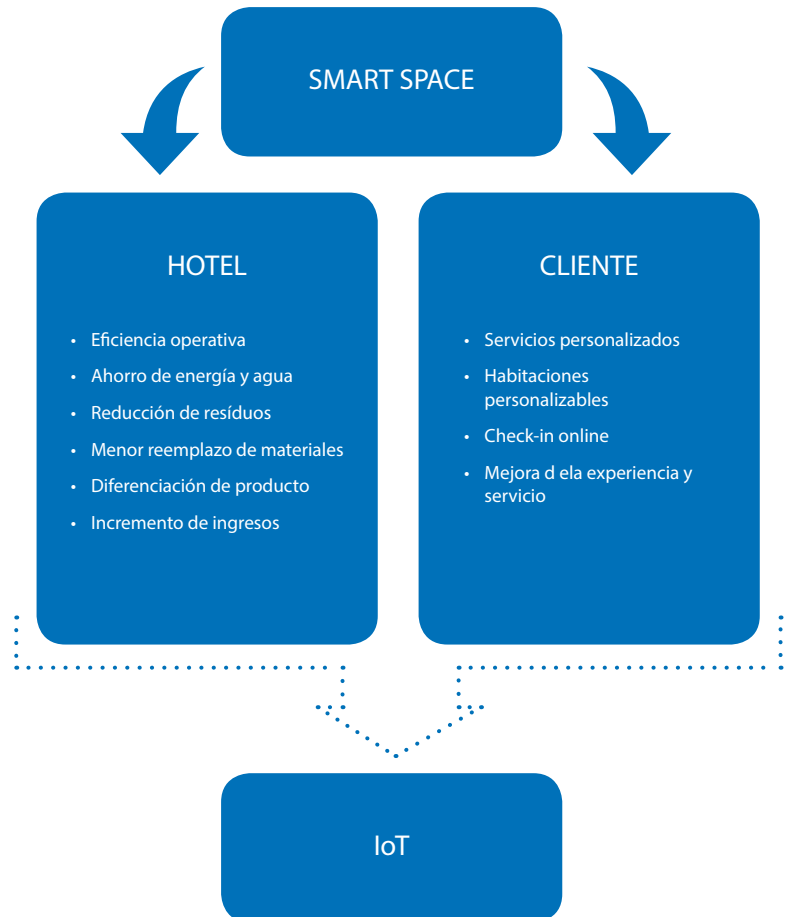 SMART SPACE
HOTEL
• Eficiencia operativa
• Ahorro de energía y agua
• Reducción de resíduos
• Menor reemplazo de materiales
• Diferenciación de producto
• Incremento de ingresos
CLIENTE
• Servicios personalizados
• Habitaciones
personalizables
• Check-in online
• Mejora d ela experiencia y
servicio
IoT